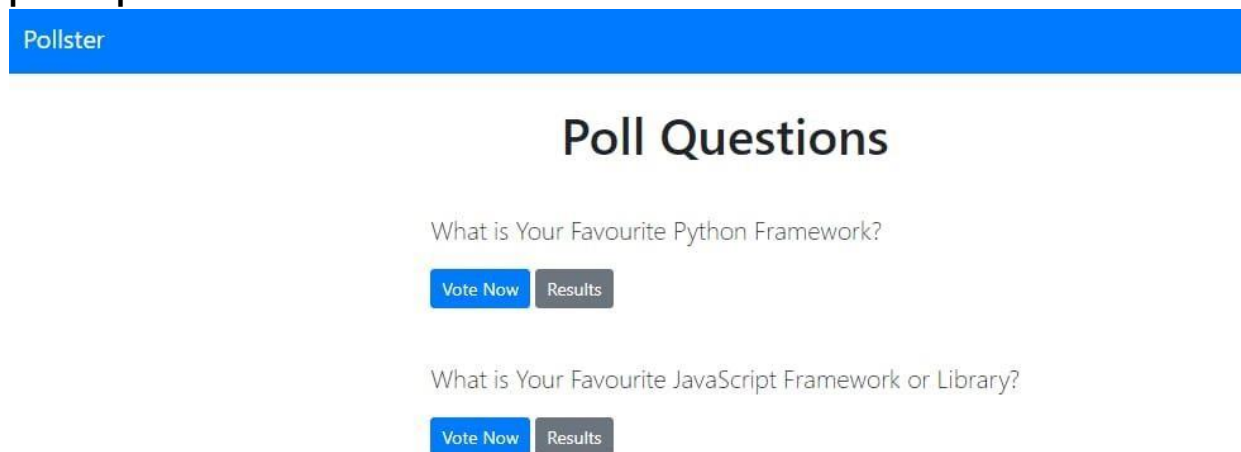 Pollster
Poll Questions
What is Your Favourite Python Framework?
Vote Now Results
What is Your Favourite JavaScript Framework or Library?
Vote Now Results